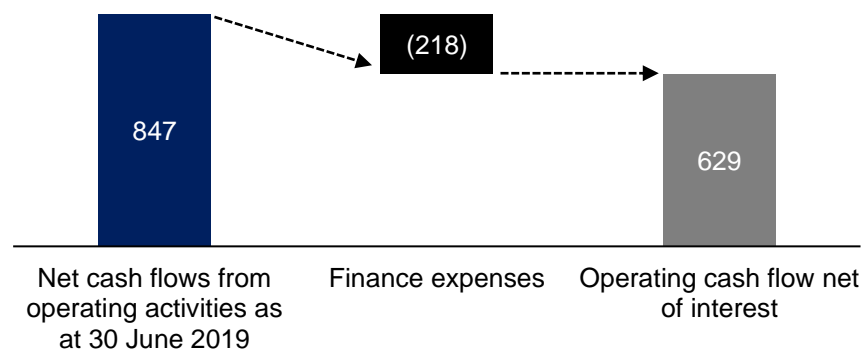 (218)
847
629
Net cash flows from
operating activities as
at 30 June 2019
Finance expenses
Operating cash flow net
of interest